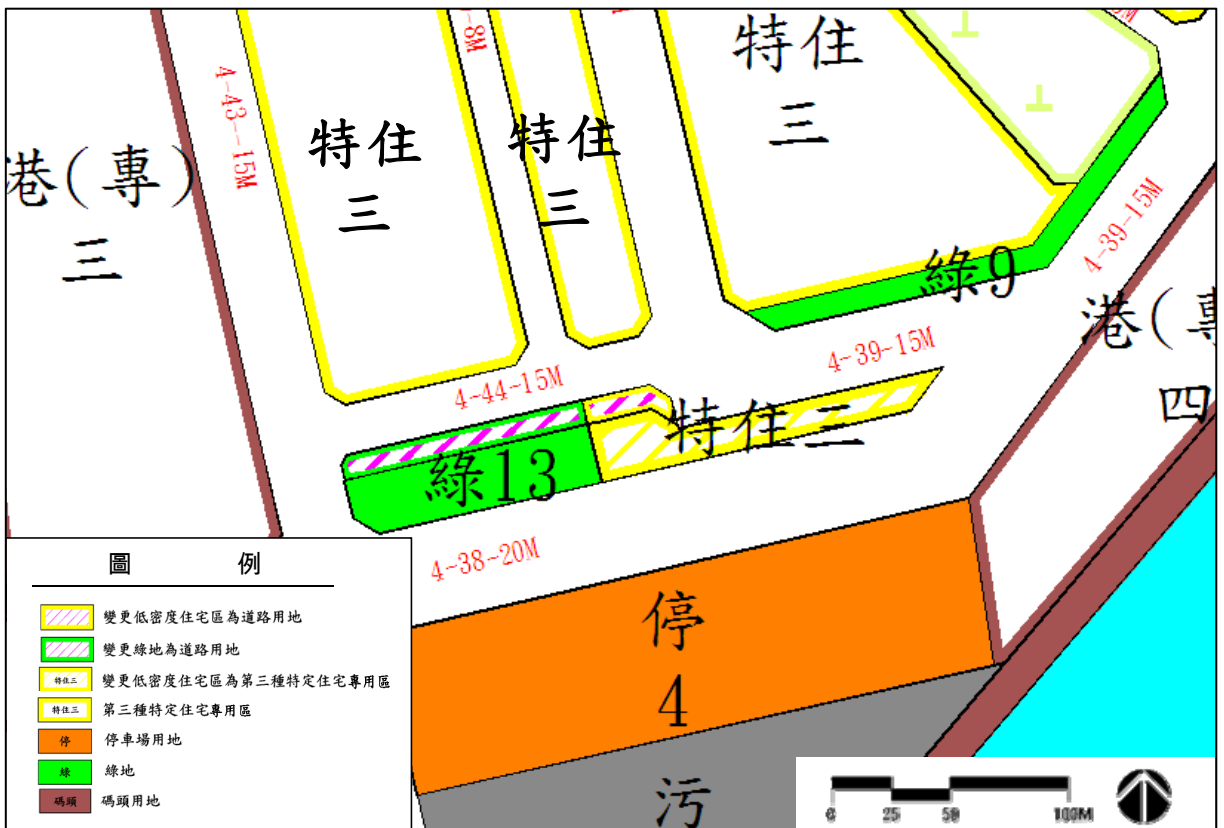 8M
特住
三
4-43--15M
特住
三
特住
三
港(專)
三
4-39-15M
綠9
港(專
四
4-39-15M
4-44-15M
特住三
綠13
4-38-20M
停
4
污
圖 例
變更低密度住宅區為道路用地
變更綠地為道路用地
特住三 變更低密度住宅區為第三種特定住宅專用區
特住三 第三種特定住宅專用區
停 停車場用地
綠 綠地
碼頭 碼頭用地
0 25 50 100M